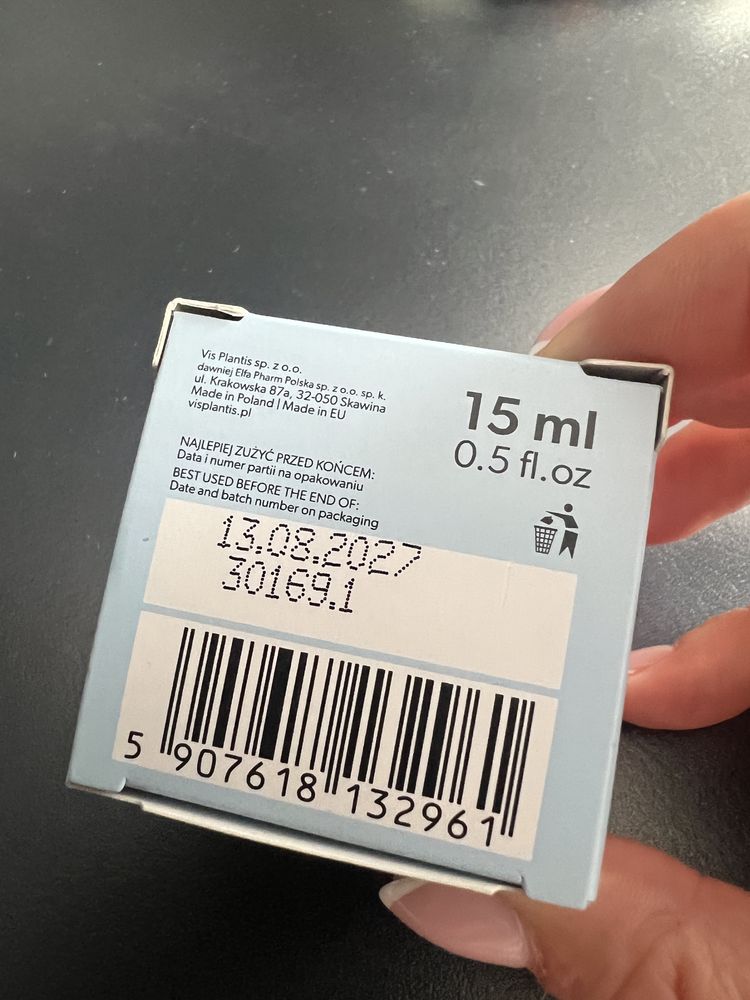 Vis Plantis sp. z o.o.
dawniej Elfa Pharm Polska sp. z o.o. sp. k.
ul. Krakowska 87a, 32-050 Skawina
Made in Poland | Made in EU
visplantis.pl
15 ml
0.5 fl.oz
NAJLEPIEJ ZUŻYĆ PRZED KOŃCEM:
Data i numer partii na opakowaniu
BEST USED BEFORE THE END OF:
Date and batch number on packaging
13.08.2027
30169.1
5 907618 132961